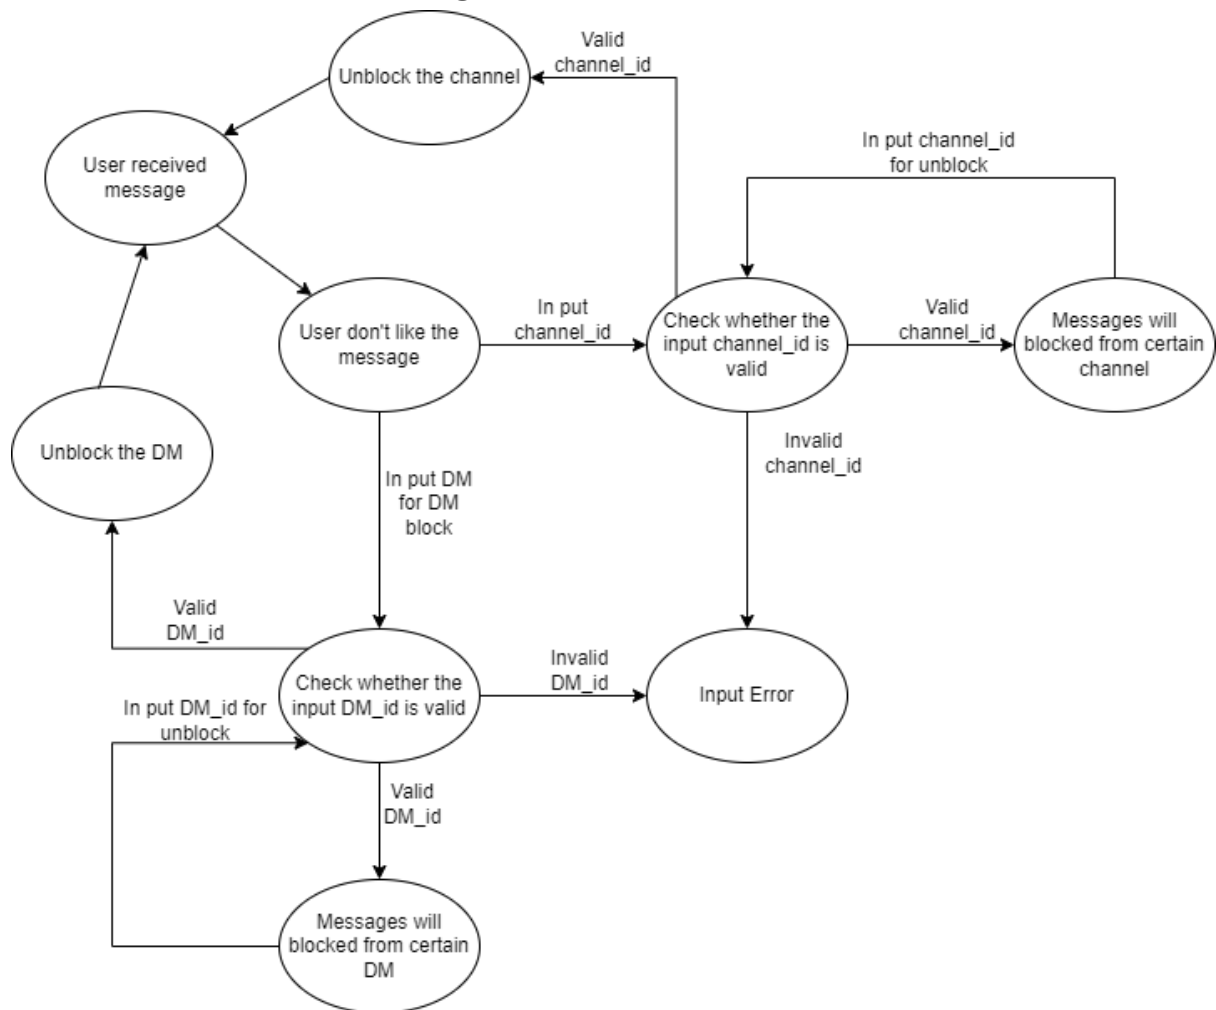 Valid
channel_id
Unblock the channel
In put channel_id
for unblock
User received
message
User don't like the
message
In put
channel_id
Check whether the
input channel_id is
valid
Valid
channel_id
Messages will
blocked from certain
channel
Unblock the DM
Invalid
channel_id
In put DM
for DM
block
Valid
DM_id
Check whether the
input DM_id is valid
Invalid
DM_id
Input Error
In put DM_id for
unblock
Valid
DM_id
Messages will
blocked from certain
DM